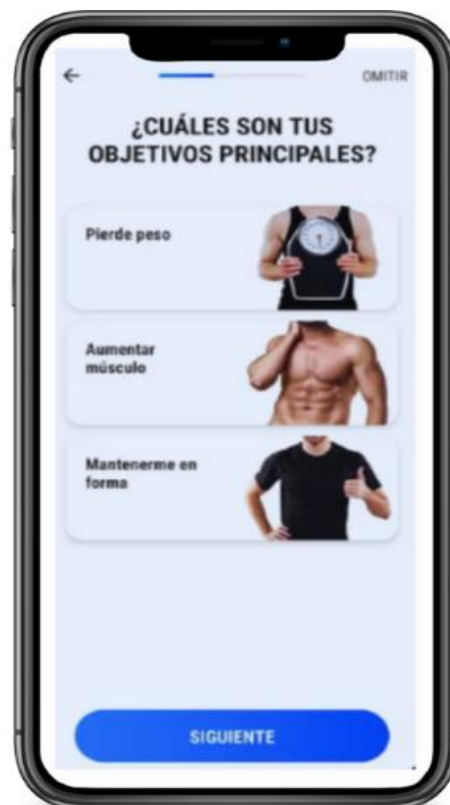 OMITIR
¿CUÁLES SON TUS
OBJETIVOS PRINCIPALES?
Pierde peso
Aumentar
músculo
Mantenerme en
forma
SIGUIENTE